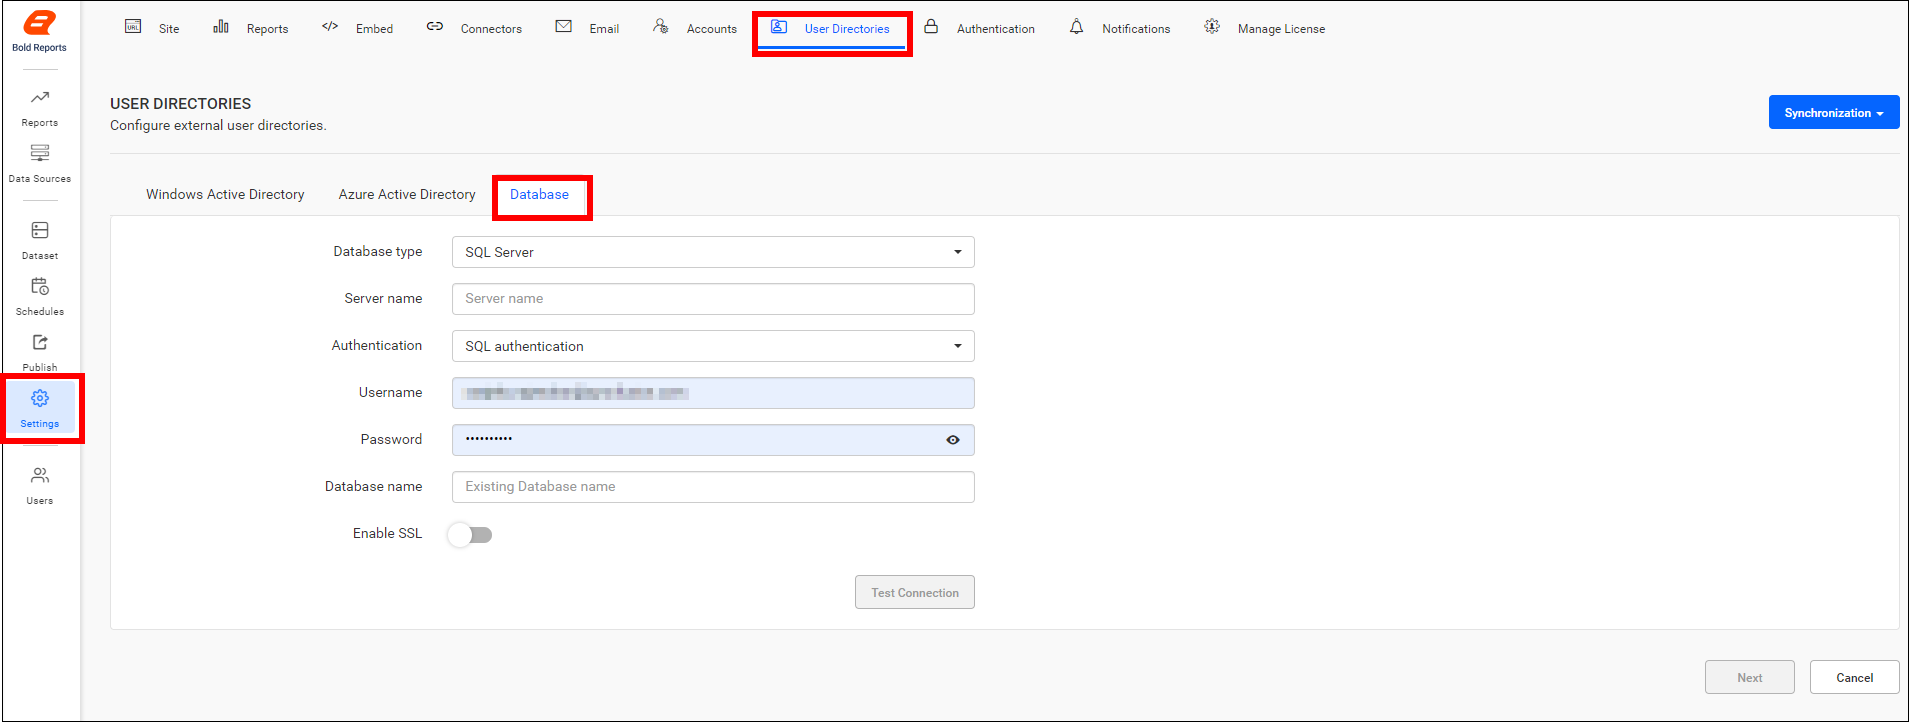 Bold Reports
Site
Reports
Embed
Connectors
Email
Accounts
User Directories
Authentication
Notifications
Manage License
Reports
Data Sources
Dataset
Schedules
Publish
Settings
Users
USER DIRECTORIES
Configure external user directories.
Synchronization
Windows Active Directory
Azure Active Directory
Database
Database type
SQL Server
Server name
Server name
Authentication
SQL authentication
Username
Password
••••••••••
Database name
Existing Database name
Enable SSL
Test Connection
Next
Cancel